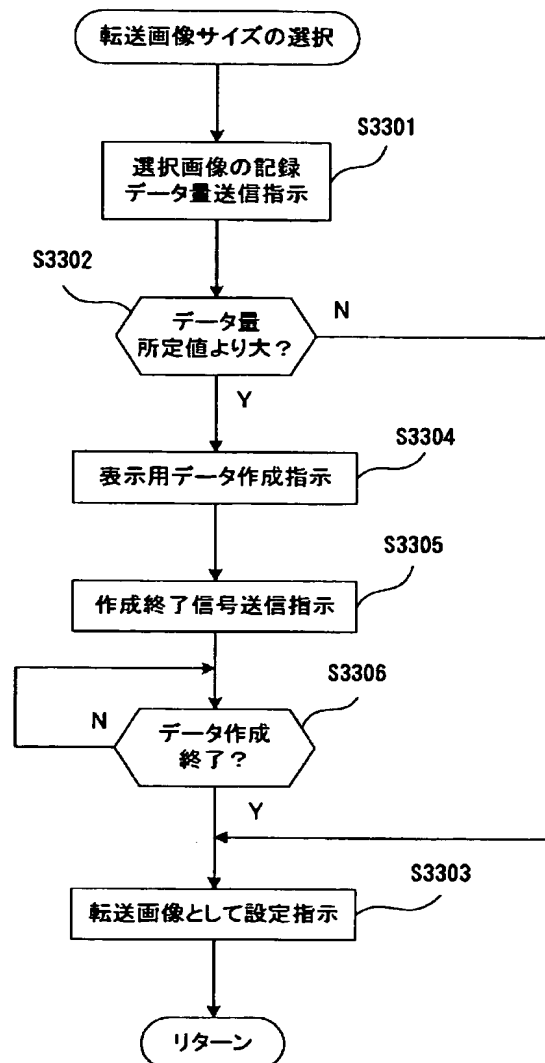 転送画像サイズの選択
S3301
選択画像の記録
データ量送信指示
S3302
データ量
所定値より大？
N
Y
S3304
表示用データ作成指示
S3305
作成終了信号送信指示
S3306
データ作成
終了？
N
Y
S3303
転送画像として設定指示
リターン